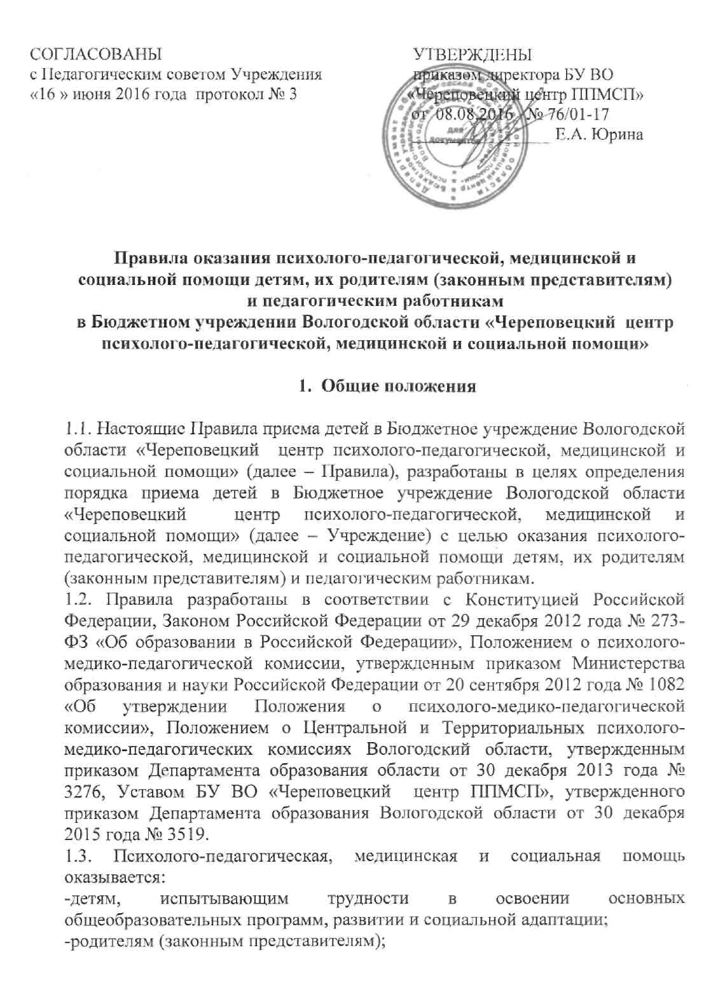 СОГЛАСОВАНЫ
с Педагогическим советом Учреждения
«16 » июня 2016 года протокол № 3
УТВЕРЖДЕНЫ
приказом директора БУ ВО
«Череповецкий центр ППМСП»
от 08.08.2016 № 76/01-17
Е.А. Юрина
для
документов
Правила оказания психолого-педагогической, медицинской и
социальной помощи детям, их родителям (законным представителям)
и педагогическим работникам
в Бюджетном учреждении Вологодской области «Череповецкий центр
психолого-педагогической, медицинской и социальной помощи»
1. Общие положения
1.1. Настоящие Правила приема детей в Бюджетное учреждение Вологодской
области «Череповецкий центр психолого-педагогической, медицинской и
социальной помощи» (далее – Правила), разработаны в целях определения
порядка приема детей в Бюджетное учреждение Вологодской области
«Череповецкий центр психолого-педагогической, медицинской и
социальной помощи» (далее – Учреждение) с целью оказания психолого-
педагогической, медицинской и социальной помощи детям, их родителям
(законным представителям) и педагогическим работникам.
1.2. Правила разработаны в соответствии с Конституцией Российской
Федерации, Законом Российской Федерации от 29 декабря 2012 года № 273-
ФЗ «Об образовании в Российской Федерации», Положением о психолого-
медико-педагогической комиссии, утвержденным приказом Министерства
образования и науки Российской Федерации от 20 сентября 2012 года № 1082
«Об утверждении Положения о психолого-медико-педагогической
комиссии», Положением о Центральной и Территориальных психолого-
медико-педагогических комиссиях Вологодский области, утвержденным
приказом Департамента образования области от 30 декабря 2013 года №
3276, Уставом БУ ВО «Череповецкий центр ППМСП», утвержденного
приказом Департамента образования Вологодской области от 30 декабря
2015 года № 3519.
1.3. Психолого-педагогическая, медицинская и социальная помощь
оказывается:
-детям, испытывающим трудности в освоении основных
общеобразовательных программ, развитии и социальной адаптации;
-родителям (законным представителям);